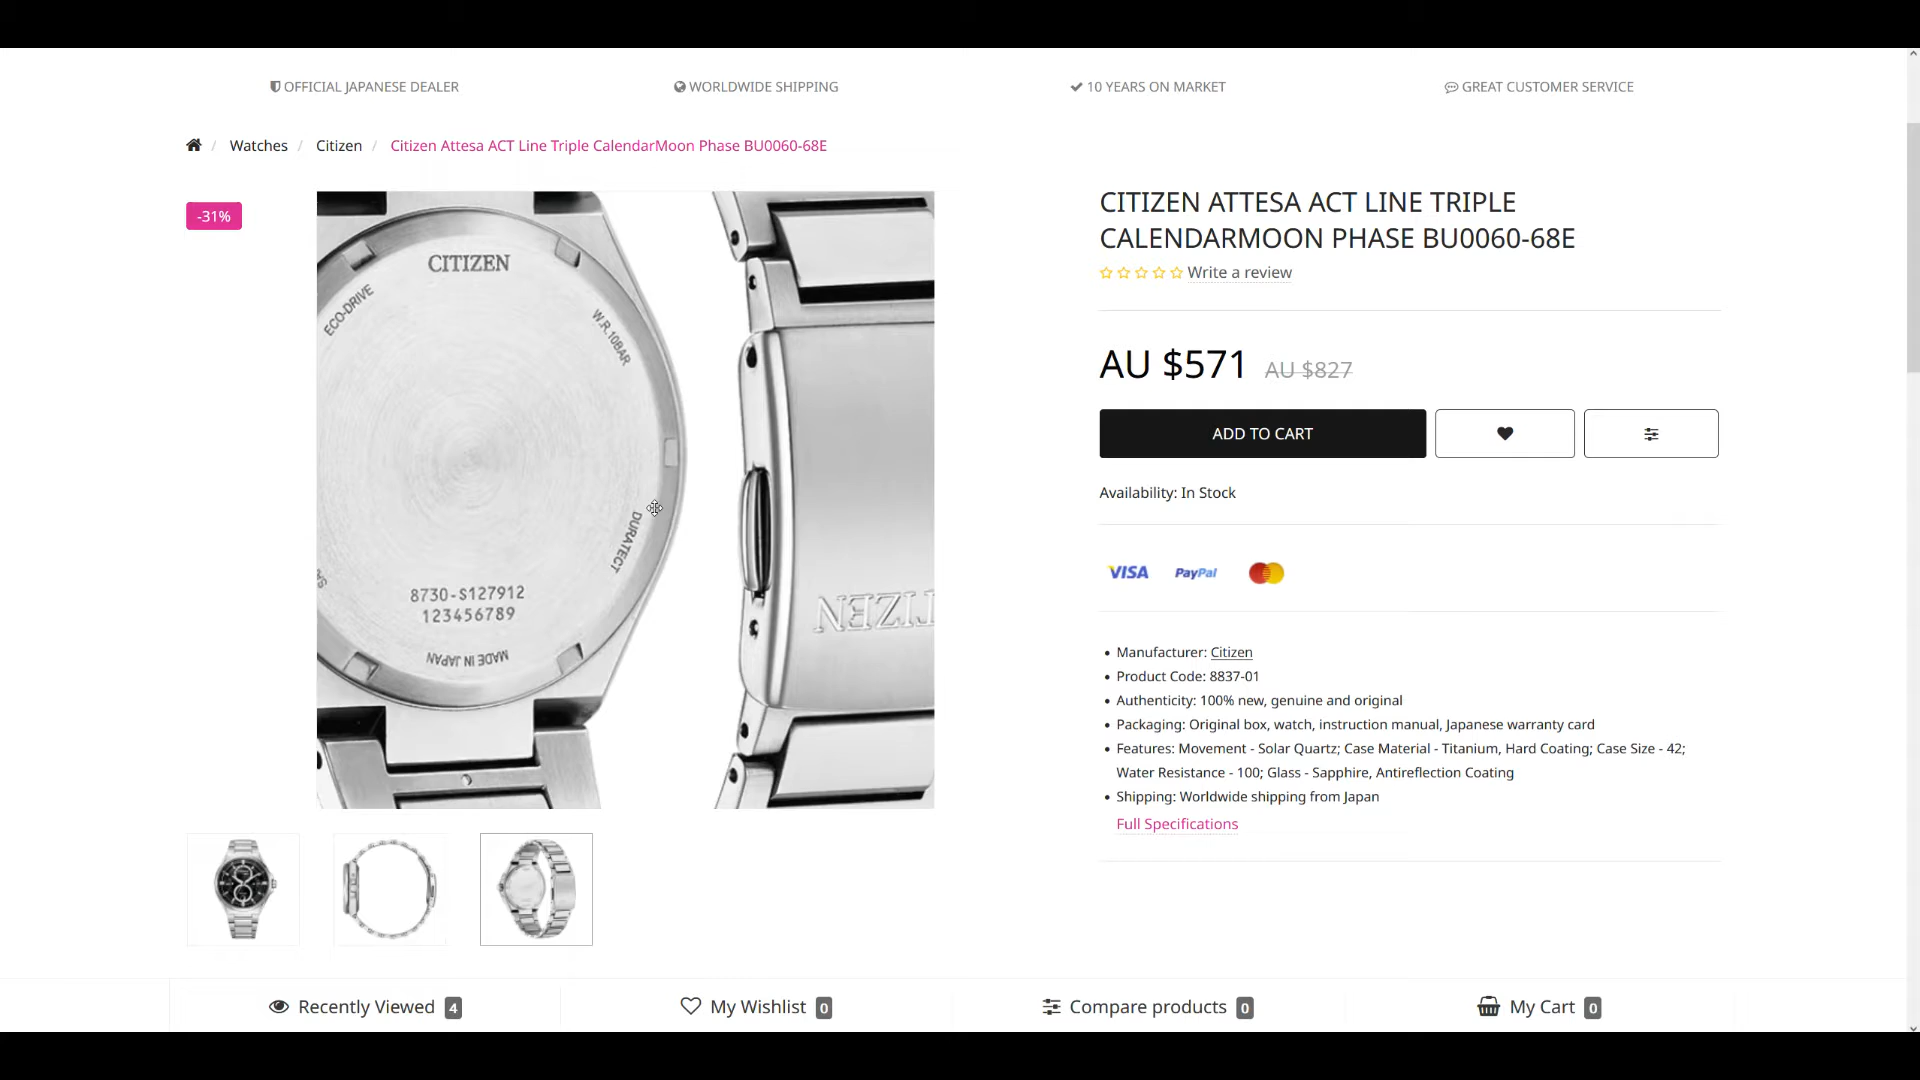 OFFICIAL JAPANESE DEALER
WORLDWIDE SHIPPING
10 YEARS ON MARKET
GREAT CUSTOMER SERVICE
/ Watches / Citizen / Citizen Attesa ACT Line Triple CalendarMoon Phase BU0060-68E
-31%
CITIZEN
ECO-DRIVE
W.R.10BAR
DURATECT
8730-S127912
123456789
MADE IN JAPAN
CITIZEN ATTESA ACT LINE TRIPLE
CALENDARMOON PHASE BU0060-68E
Write a review
AU $571 AU $827
ADD TO CART
Availability: In Stock
VISA
PayPal
• Manufacturer: Citizen
• Product Code: 8837-01
• Authenticity: 100% new, genuine and original
• Packaging: Original box, watch, instruction manual, Japanese warranty card
• Features: Movement - Solar Quartz; Case Material - Titanium, Hard Coating; Case Size - 42;
Water Resistance - 100; Glass - Sapphire, Antireflection Coating
• Shipping: Worldwide shipping from Japan
Full Specifications
Recently Viewed 4
My Wishlist 0
Compare products 0
My Cart 0